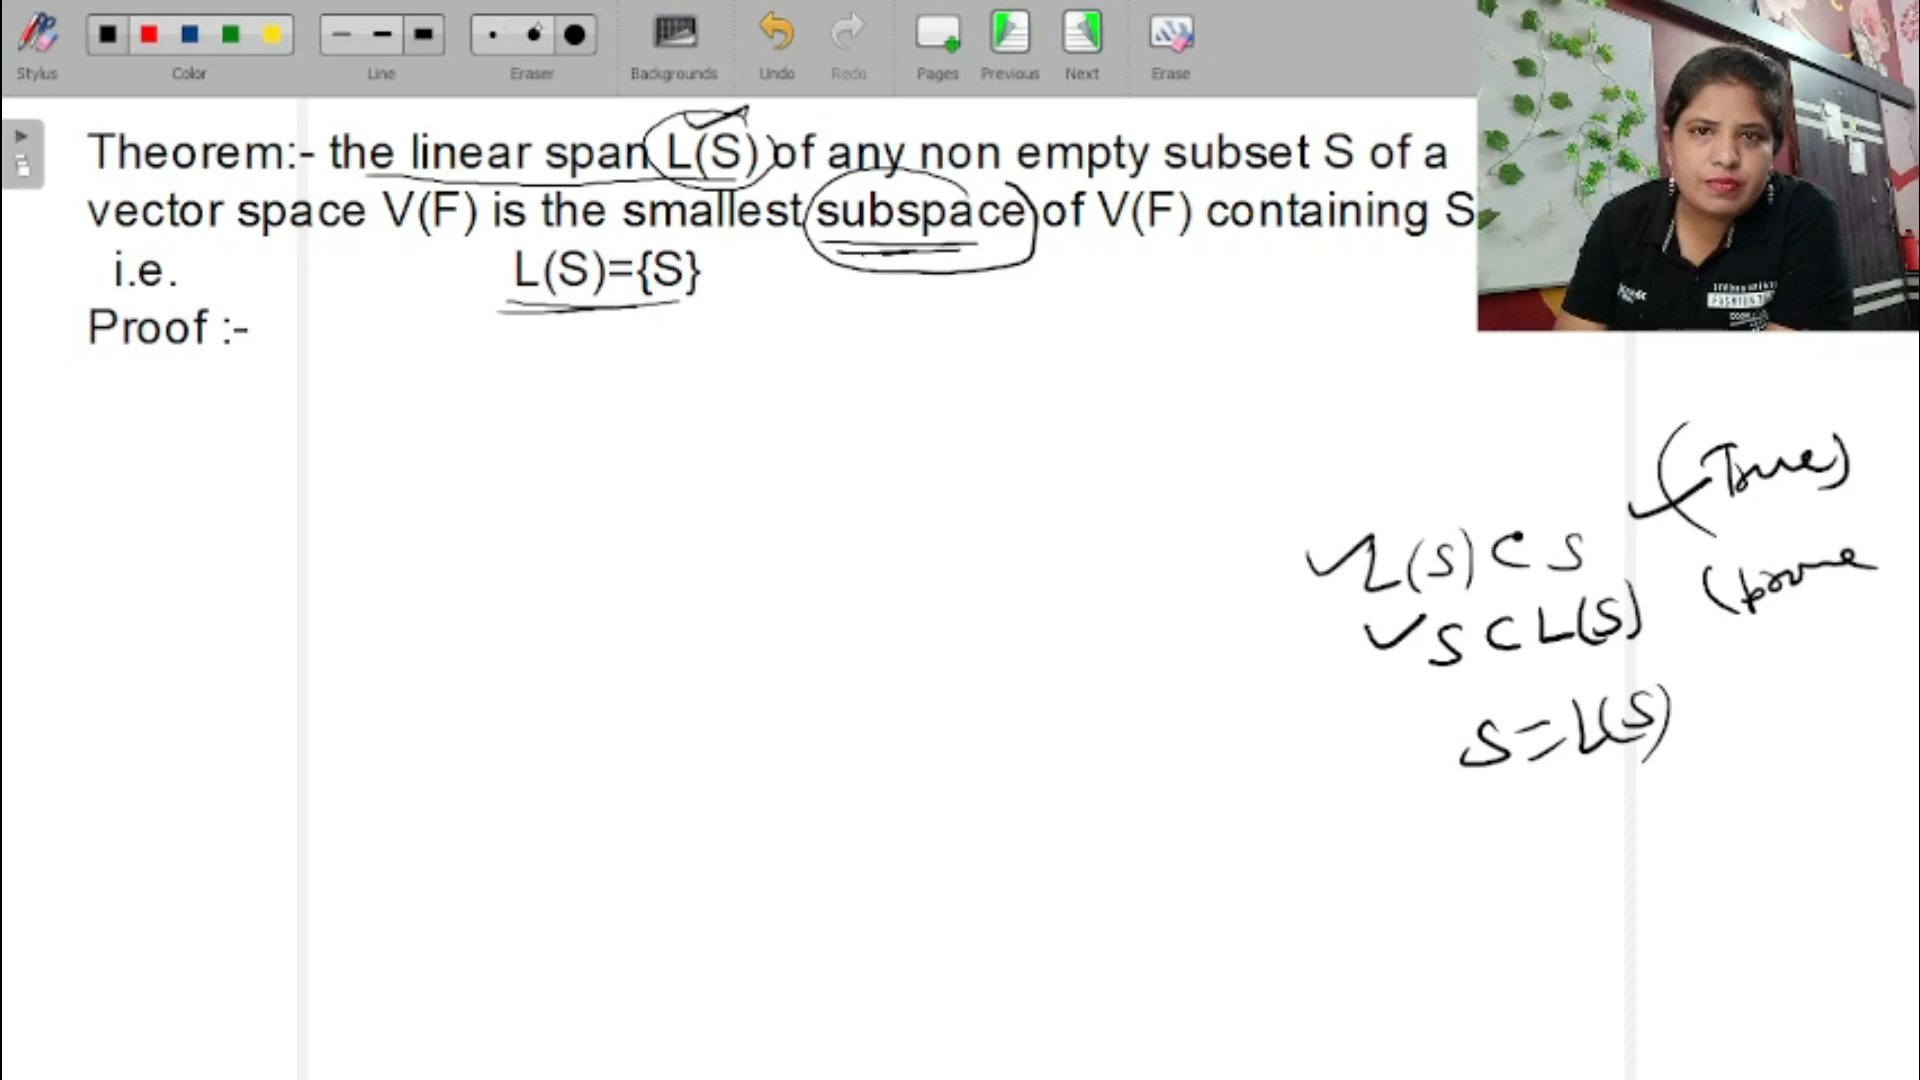 Stylus
Color
Line
Eraser
Backgrounds
Undo
Redo
Pages
Previous
Next
Erase
Theorem:- the linear span L(S) of any non empty subset S of a
vector space V(F) is the smallest subspace of V(F) containing S
i.e. L(S)={S}
Proof :-
(True)
L(S) ⊂ S
S ⊂ L(S) (prove
S = L(S)